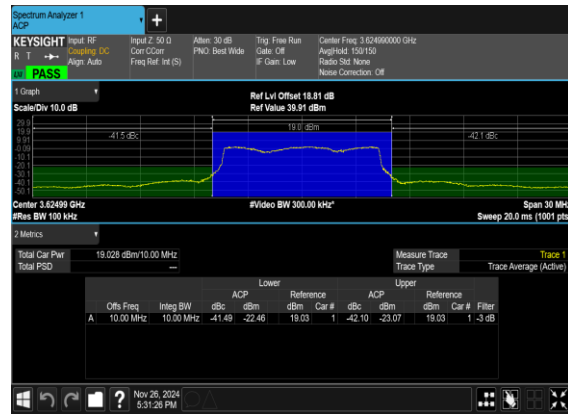 Spectrum Analyzer 1
ACP
KEYSIGHT Input: RF Input Z: 50 Ω Atten: 30 dB Trig: Free Run Center Freq: 3.624990000 GHz
R T Coupling: DC Corr CCorr PNO: Best Wide Gate: Off Avg|Hold: 150/150
Align: Auto Freq Ref: Int (S) IF Gain: Low Radio Std: None
LXI PASS Noise Correction: Off
1 Graph
Ref Lvl Offset 18.81 dB
Scale/Div 10.0 dB Ref Value 39.91 dBm
29.9
19.9 19.0 dBm
9.91 -41.5 dBc -42.1 dBc
-0.09
-10.1
-20.1
-30.1
-40.1
-50.1
Center 3.62499 GHz #Video BW 300.00 kHz* Span 30 MHz
#Res BW 100 kHz Sweep 20.0 ms (1001 pts
2 Metrics
Total Car Pwr 19.028 dBm/10.00 MHz Measure Trace Trace 1
Total PSD --- Trace Type Trace Average (Active)
Lower Upper
ACP Reference ACP Reference
Offs Freq Integ BW dBc dBm dBm Car # dBc dBm dBm Car # Filter
A 10.00 MHz 10.00 MHz -41.49 -22.46 19.03 1 -42.10 -23.07 19.03 1 -3 dB
? Nov 26, 2024
5:31:26 PM